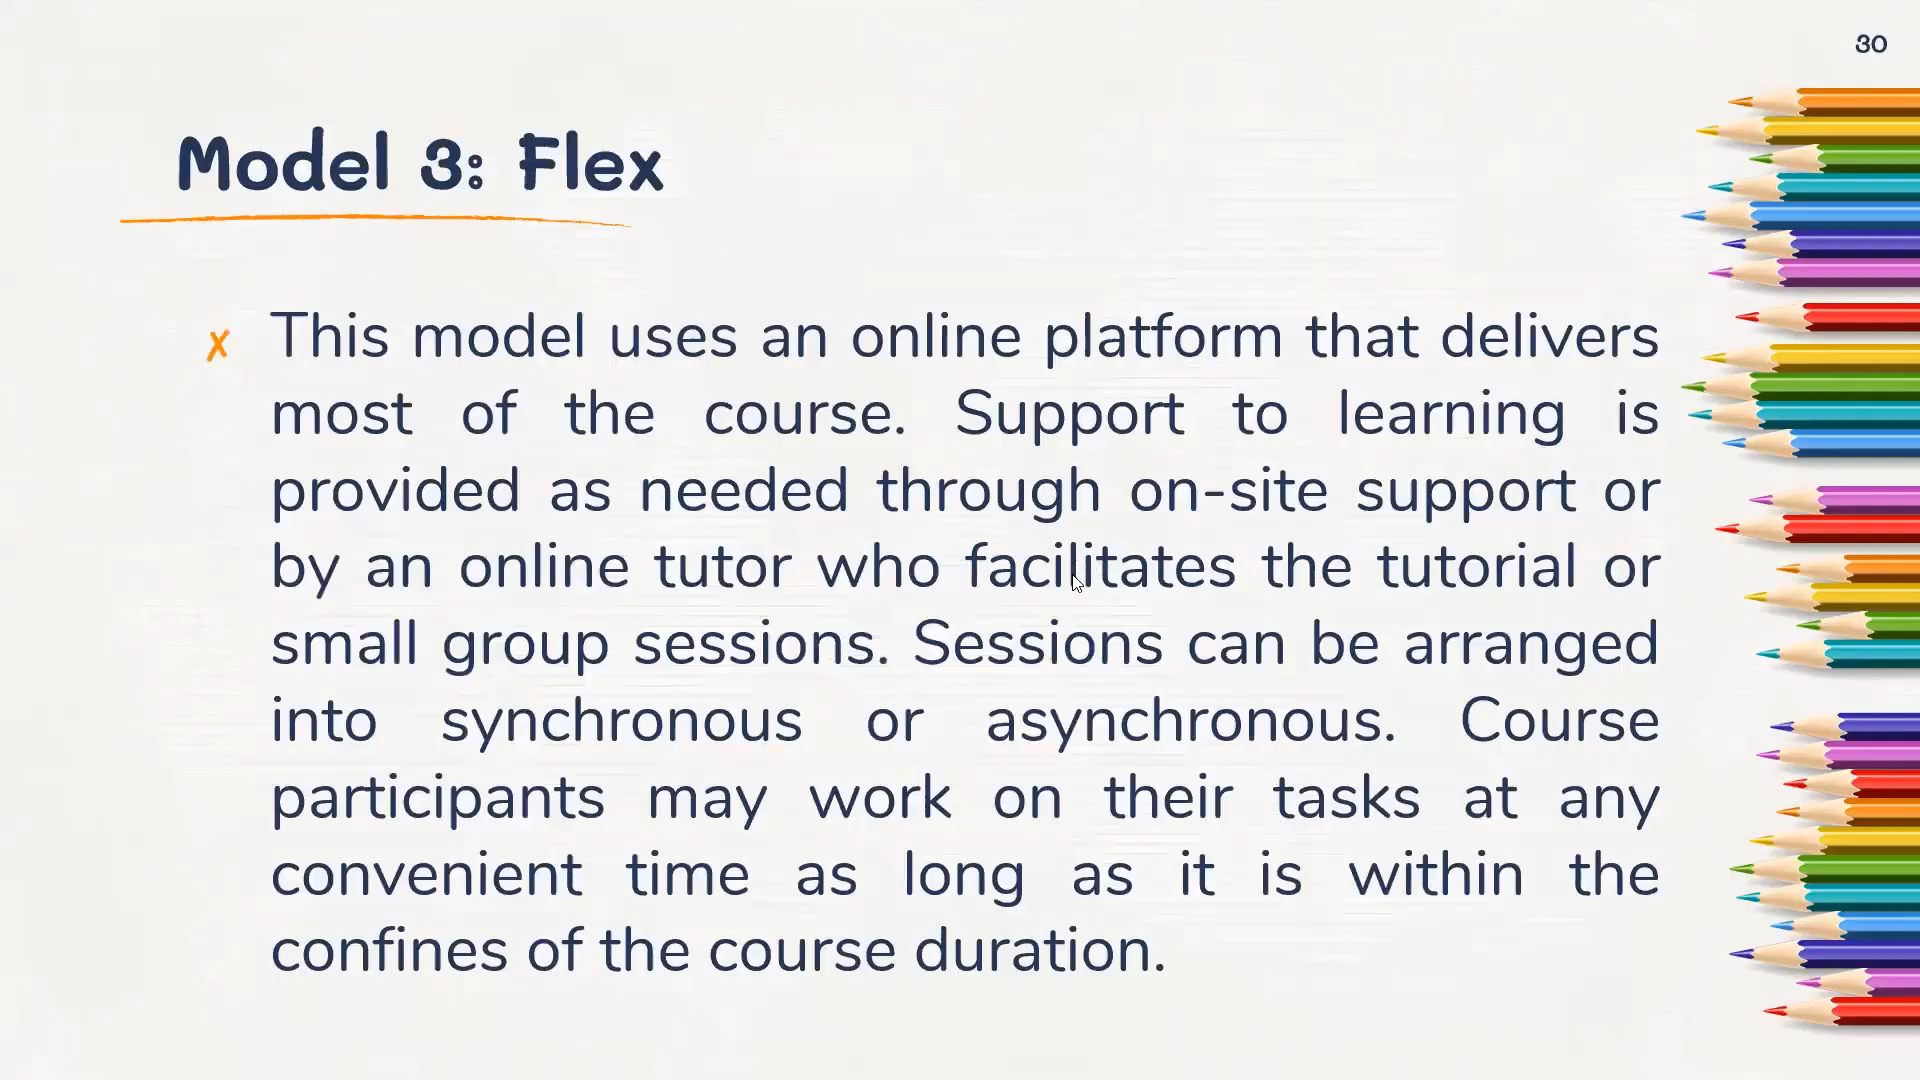 30
Model 3: Flex
✗ This model uses an online platform that delivers
most of the course. Support to learning is
provided as needed through on-site support or
by an online tutor who facilitates the tutorial or
small group sessions. Sessions can be arranged
into synchronous or asynchronous. Course
participants may work on their tasks at any
convenient time as long as it is within the
confines of the course duration.